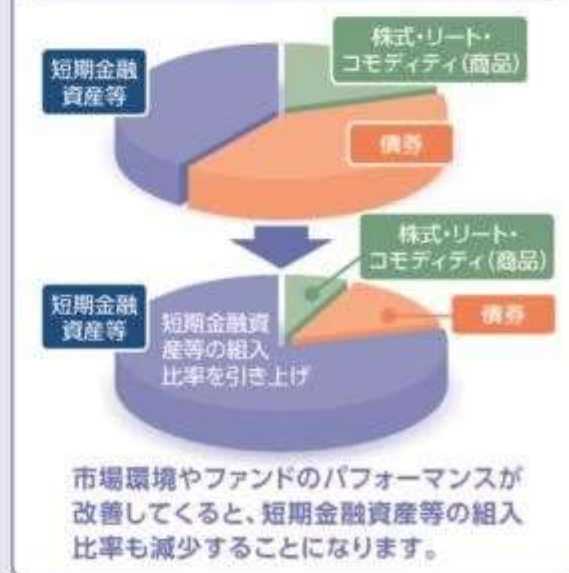 短期金融
資産等
株式・リート・
コモディティ(商品)
債券
株式・リート・
コモディティ(商品)
短期金融
資産等
債券
短期金融資
産等の組入
比率を引き上げ
市場環境やファンドのパフォーマンスが
改善してくると、短期金融資産等の組入
比率も減少することになります。